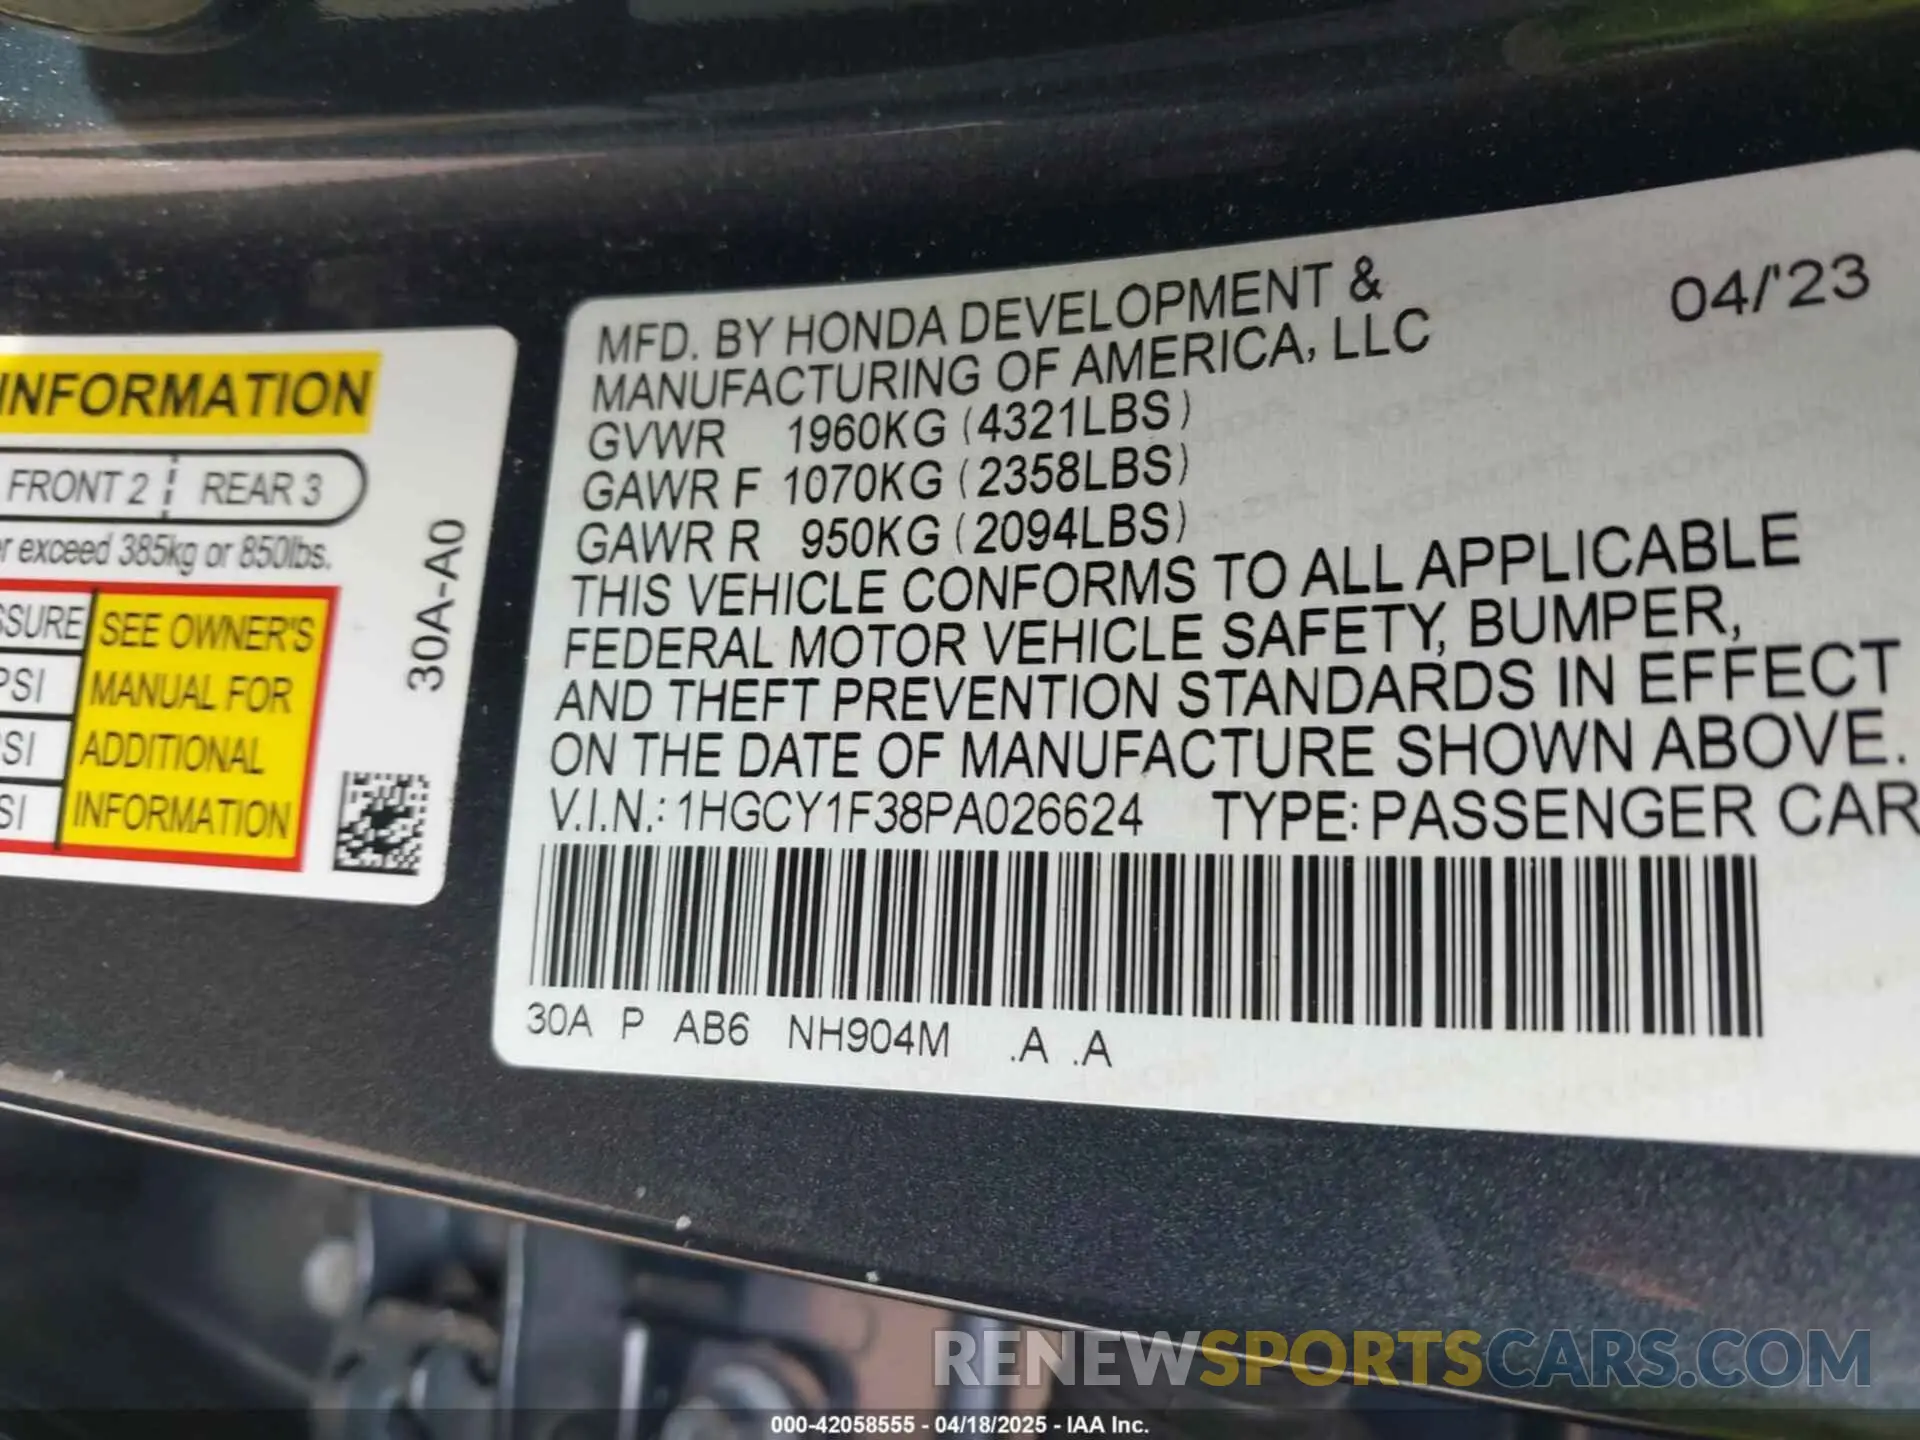 INFORMATION
FRONT 2 REAR 3
exceed 385kg or 850lbs.
SEE OWNER'S
PSI MANUAL FOR
ADDITIONAL
INFORMATION
30A-A0
04/'23
MFD. BY HONDA DEVELOPMENT &
MANUFACTURING OF AMERICA, LLC
GVWR 1960KG (4321LBS)
GAWR F 1070KG (2358LBS)
GAWR R 950KG (2094LBS)
THIS VEHICLE CONFORMS TO ALL APPLICABLE
FEDERAL MOTOR VEHICLE SAFETY, BUMPER,
AND THEFT PREVENTION STANDARDS IN EFFECT
ON THE DATE OF MANUFACTURE SHOWN ABOVE.
V.I.N.: 1HGCY1F38PA026624 TYPE: PASSENGER CAR
30A P AB6 NH904M .A .A
RENEWSPORTSCARS.COM
000-42058555 - 04/18/2025 - IAA Inc.